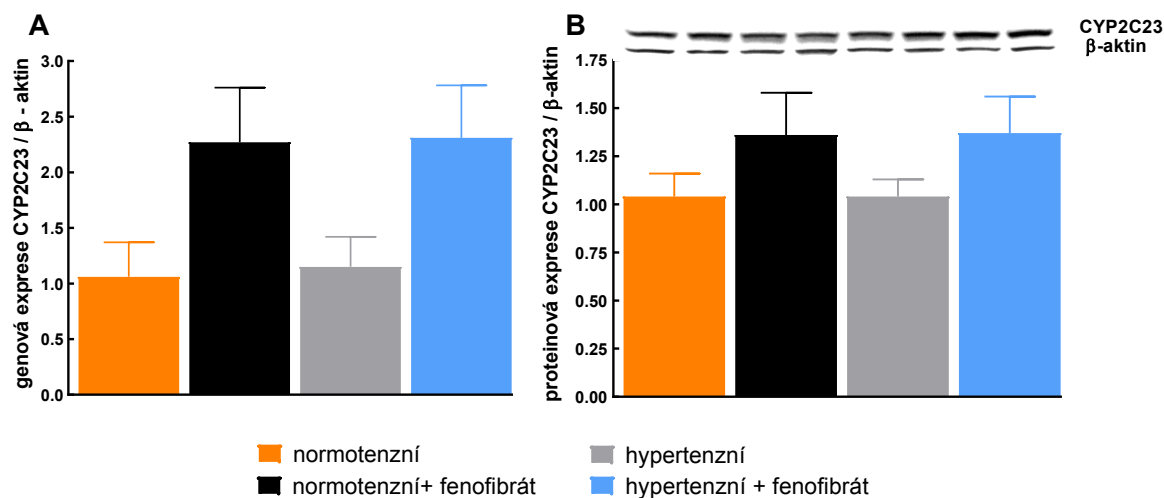 A
genová exprese CYP2C23 / β - aktin
3.0
2.5
2.0
1.5
1.0
0.5
0.0
B
CYP2C23
β-aktin
proteinová exprese CYP2C23 / β-aktin
1.75
1.50
1.25
1.00
0.75
0.50
0.25
0.00
normotenzní
normotenzní+ fenofibrát
hypertenzní
hypertenzní + fenofibrát